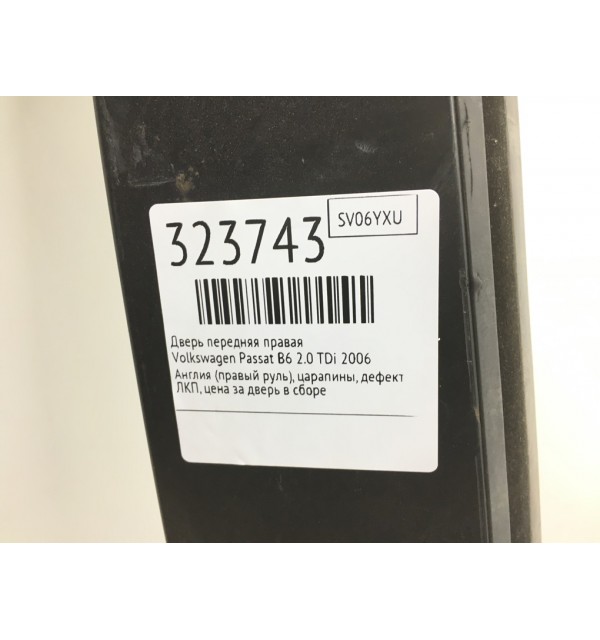 323743
SV06YXU
Дверь передняя правая
Volkswagen Passat B6 2.0 TDi 2006
Англия (правый руль), царапины, дефект
ЛКП, цена за дверь в сборе